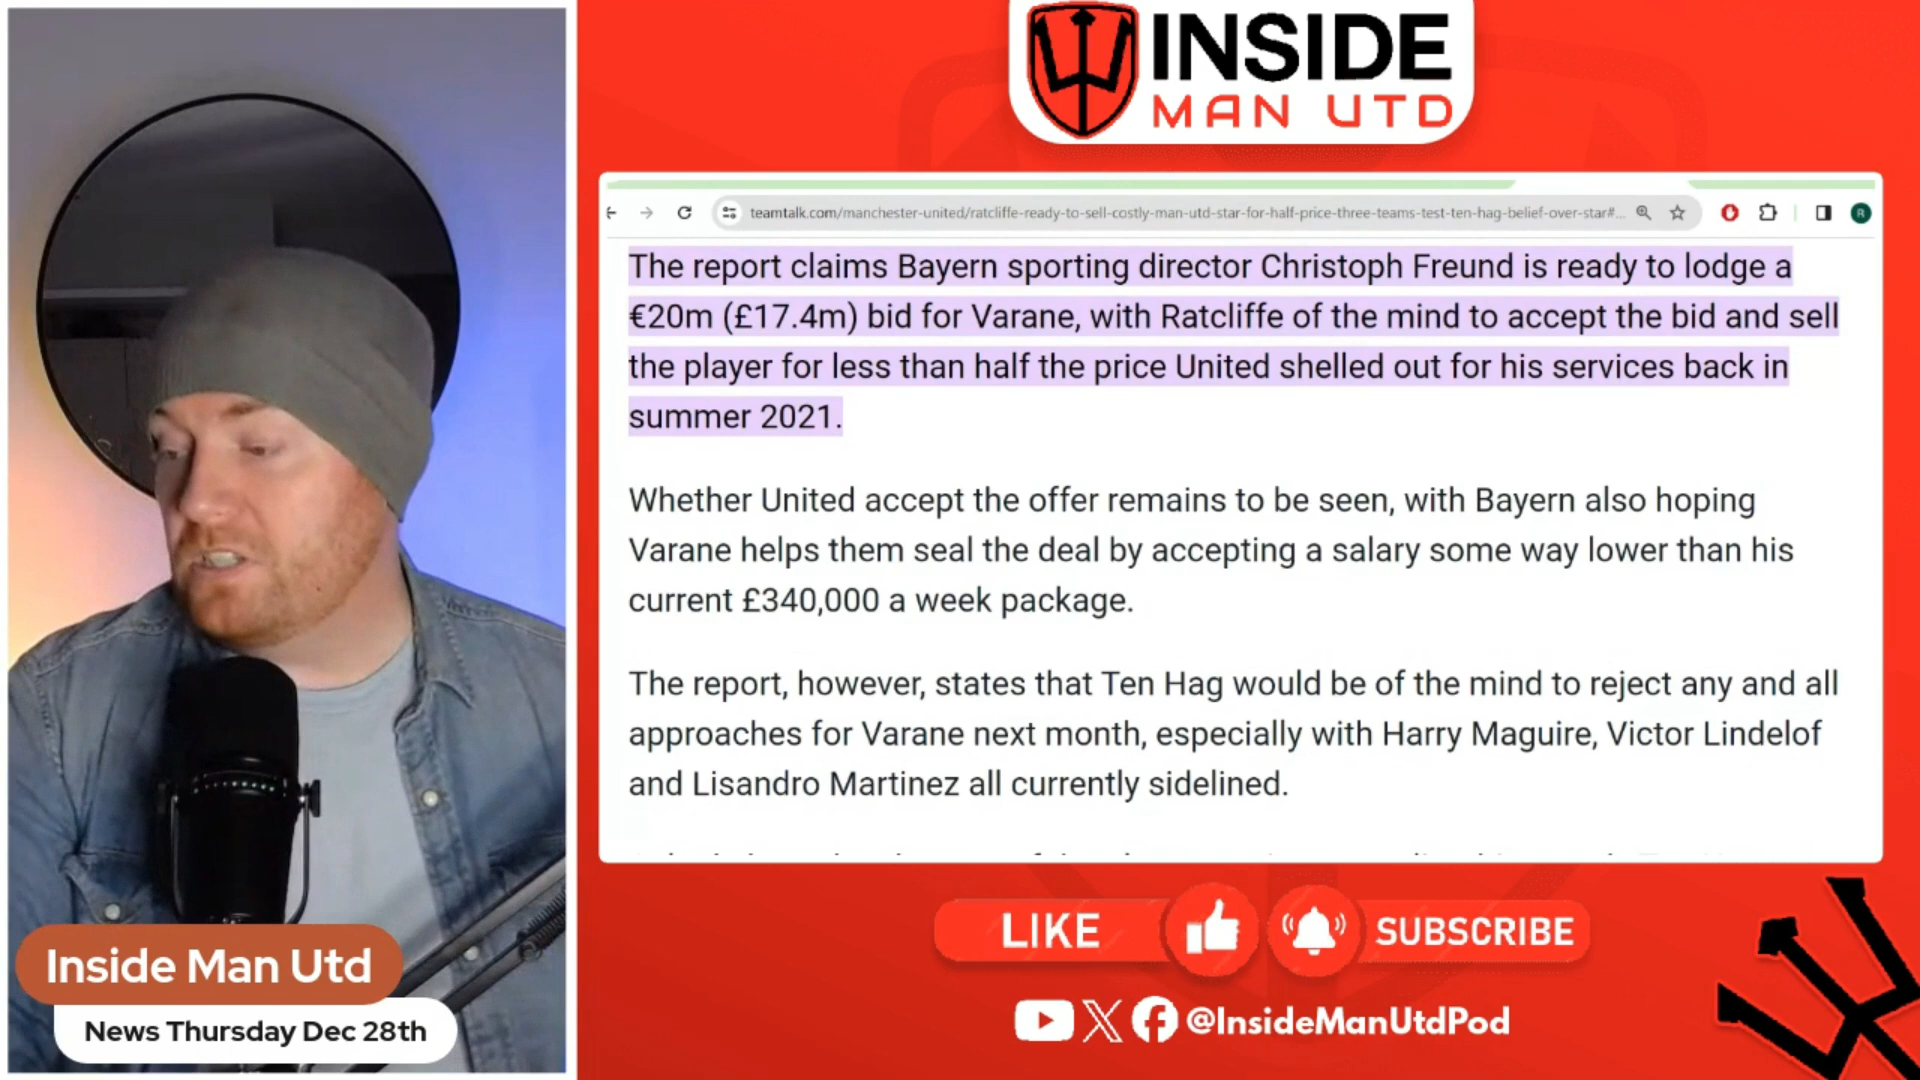 INSIDE
MAN UTD
teamtalk.com/manchester-united/ratcliffe-ready-to-sell-costly-man-utd-star-for-half-price-three-teams-test-ten-hag-belief-over-star#...
R
The report claims Bayern sporting director Christoph Freund is ready to lodge a
€20m (£17.4m) bid for Varane, with Ratcliffe of the mind to accept the bid and sell
the player for less than half the price United shelled out for his services back in
summer 2021.
Whether United accept the offer remains to be seen, with Bayern also hoping
Varane helps them seal the deal by accepting a salary some way lower than his
current £340,000 a week package.
The report, however, states that Ten Hag would be of the mind to reject any and all
approaches for Varane next month, especially with Harry Maguire, Victor Lindelof
and Lisandro Martinez all currently sidelined.
LIKE
SUBSCRIBE
@InsideManUtdPod
Inside Man Utd
News Thursday Dec 28th